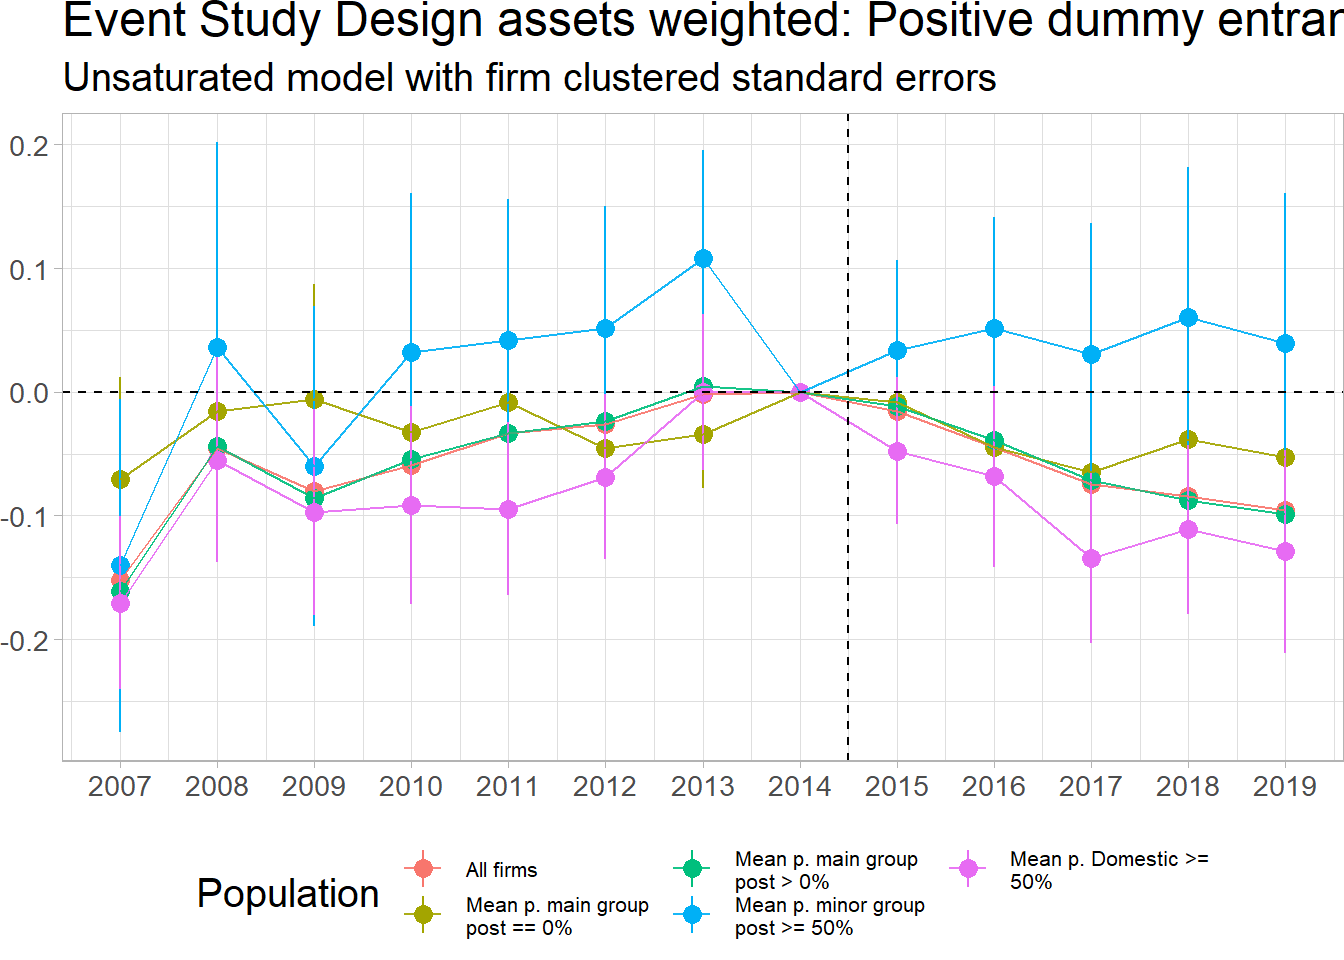 Event Study Design assets weighted: Positive dummy entran
Unsaturated model with firm clustered standard errors
0.2
0.1
0.0
-0.1
-0.2
2007 2008 2009 2010 2011 2012 2013 2014 2015 2016 2017 2018 2019
Population
All firms
Mean p. main group
post == 0%
Mean p. main group
post > 0%
Mean p. minor group
post >= 50%
Mean p. Domestic >=
50%